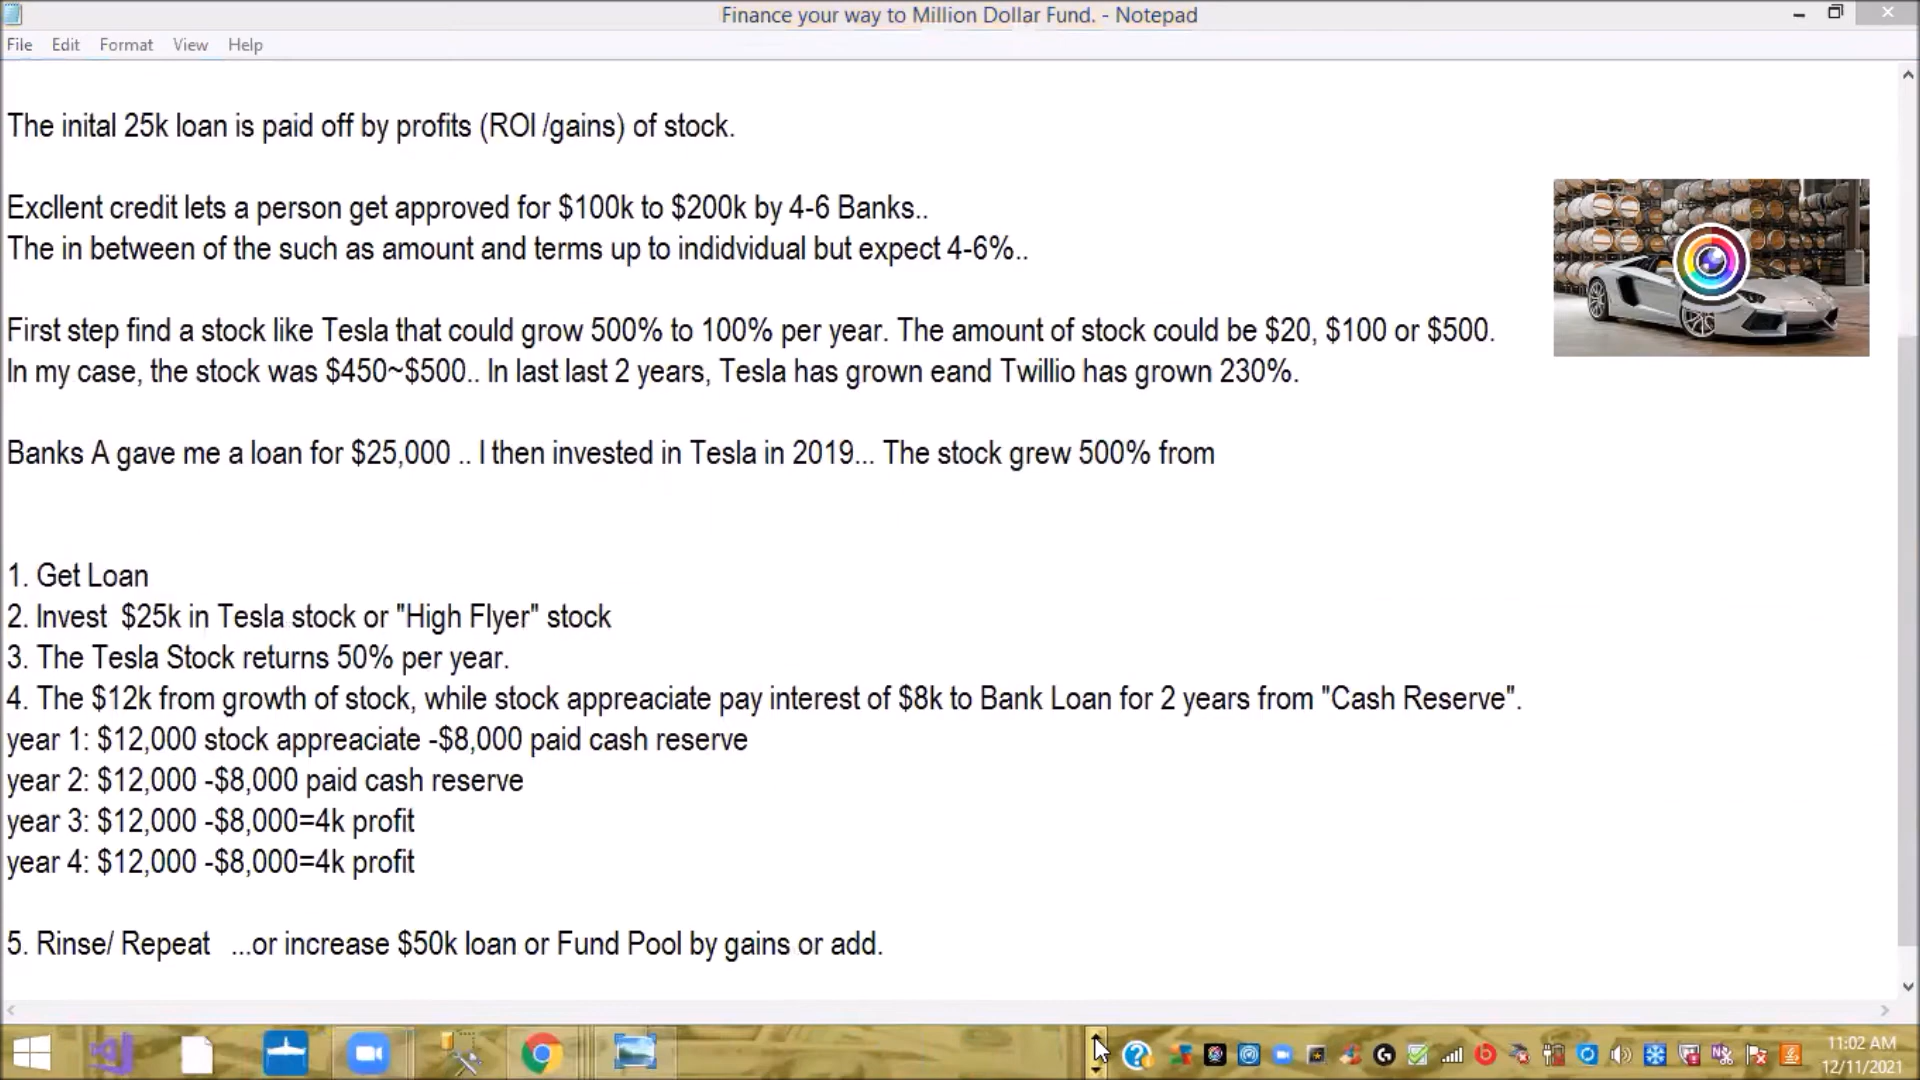 Finance your way to Million Dollar Fund. - Notepad
File Edit Format View Help
The inital 25k loan is paid off by profits (ROI /gains) of stock.
Excllent credit lets a person get approved for $100k to $200k by 4-6 Banks..
The in between of the such as amount and terms up to indidvidual but expect 4-6%..
First step find a stock like Tesla that could grow 500% to 100% per year. The amount of stock could be $20, $100 or $500.
In my case, the stock was $450~$500.. In last last 2 years, Tesla has grown eand Twillio has grown 230%.
Banks A gave me a loan for $25,000 .. I then invested in Tesla in 2019... The stock grew 500% from
1. Get Loan
2. Invest  $25k in Tesla stock or "High Flyer" stock
3. The Tesla Stock returns 50% per year.
4. The $12k from growth of stock, while stock appreaciate pay interest of $8k to Bank Loan for 2 years from "Cash Reserve".
year 1: $12,000 stock appreaciate -$8,000 paid cash reserve
year 2: $12,000 -$8,000 paid cash reserve
year 3: $12,000 -$8,000=4k profit
year 4: $12,000 -$8,000=4k profit
5. Rinse/ Repeat   ...or increase $50k loan or Fund Pool by gains or add.
11:02 AM
12/11/2021